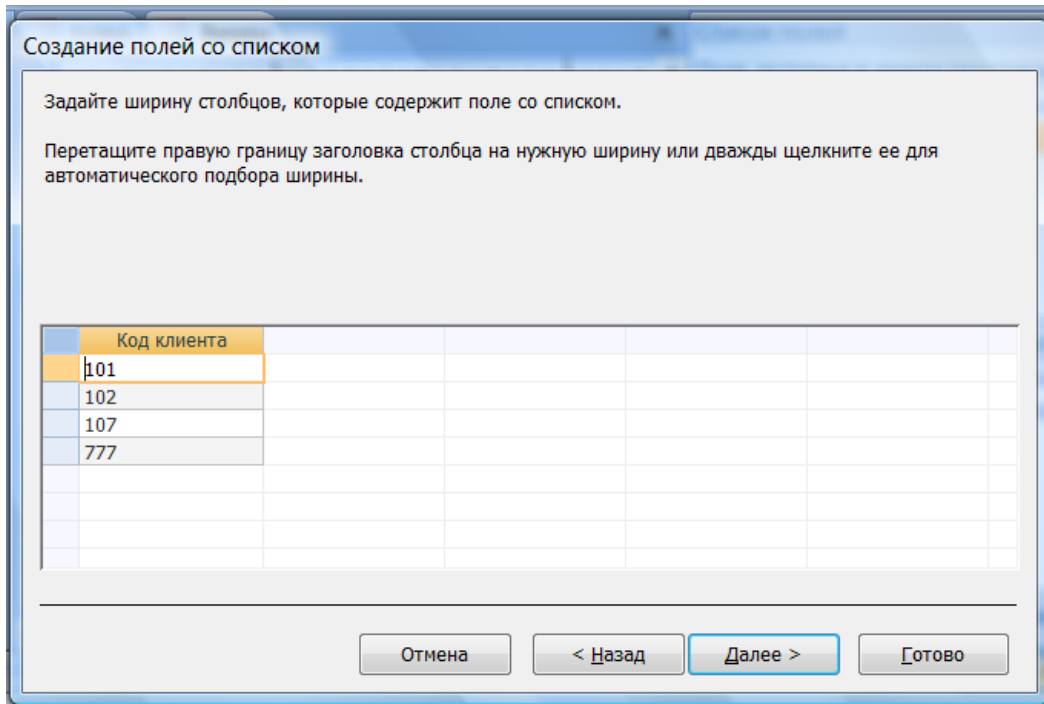 Создание полей со списком
Задайте ширину столбцов, которые содержит поле со списком.
Перетащите правую границу заголовка столбца на нужную ширину или дважды щелкните ее для
автоматического подбора ширины.
Код клиента
101
102
107
777
Отмена
< Назад
Далее >
Готово